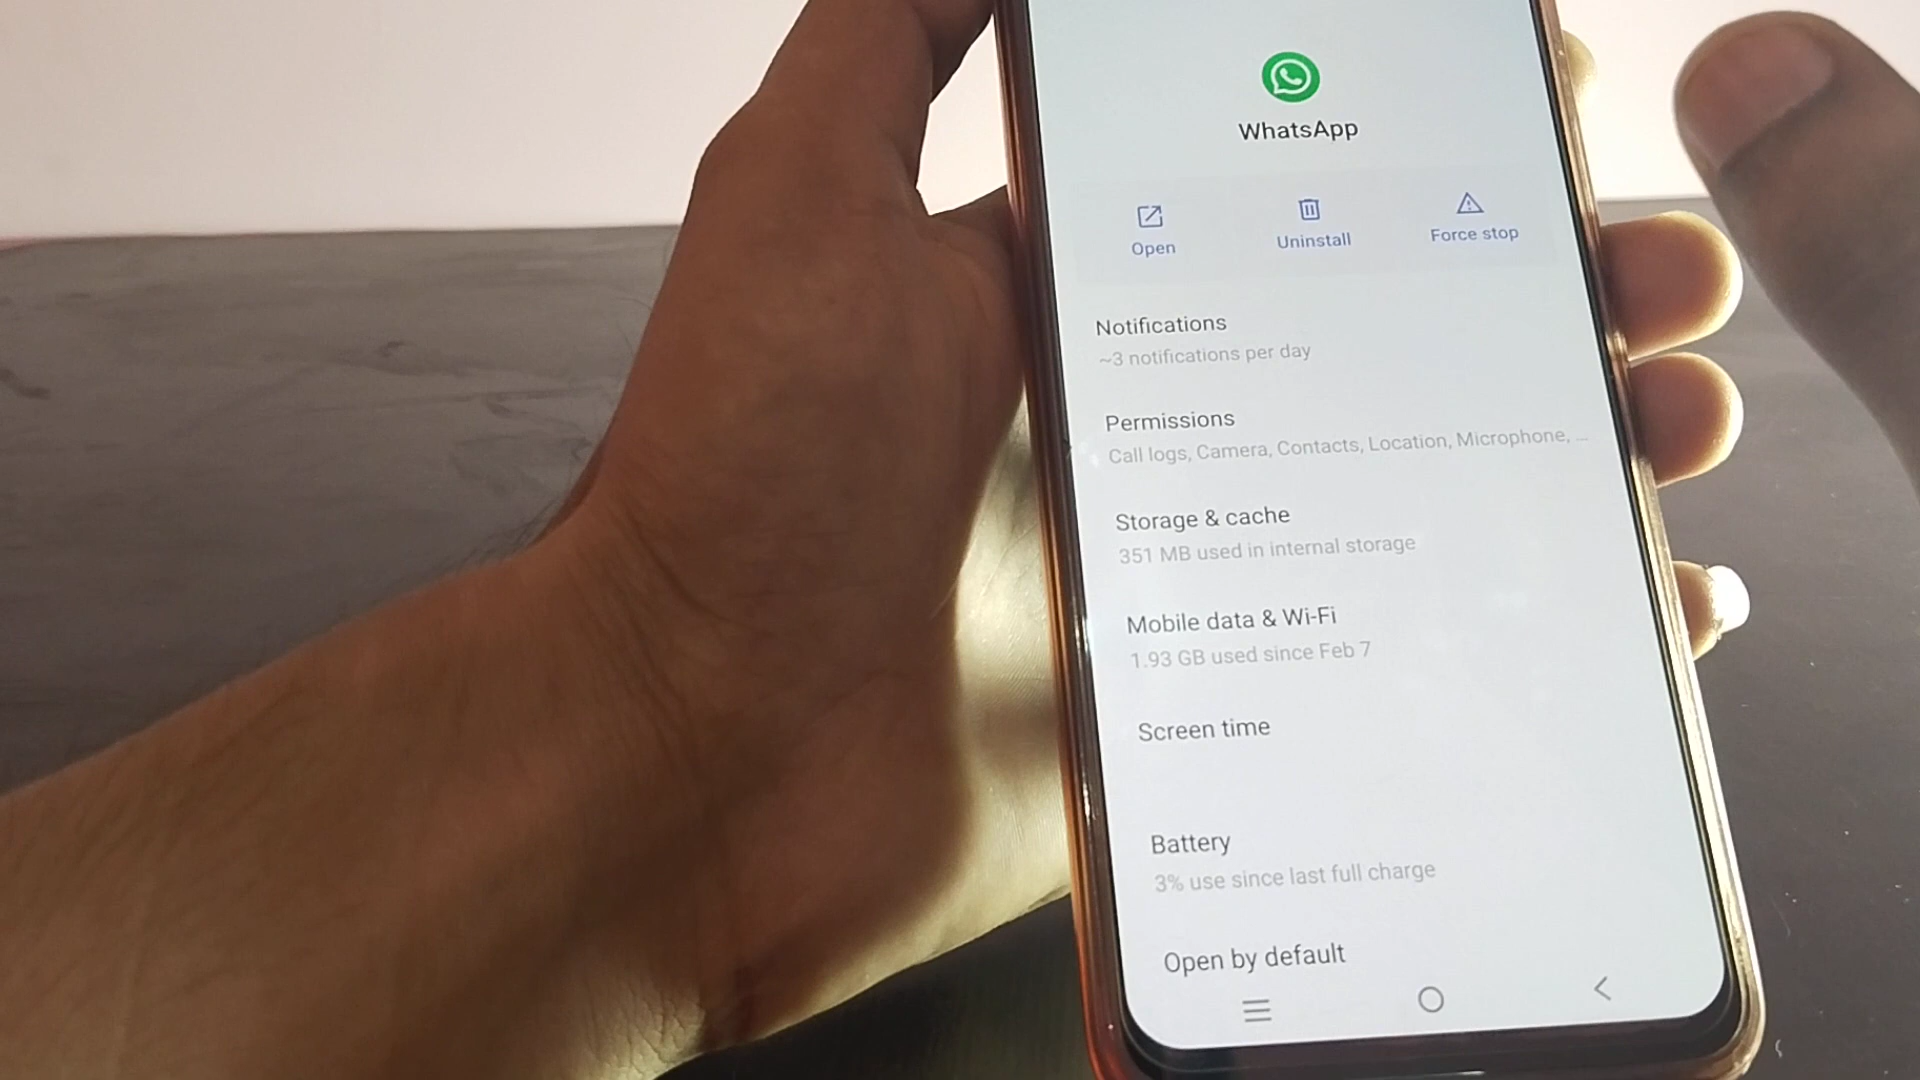 WhatsApp
Open
Uninstall
Force stop
Notifications
~3 notifications per day
Permissions
Call logs, Camera, Contacts, Location, Microphone, ...
Storage & cache
351 MB used in internal storage
Mobile data & Wi-Fi
1.93 GB used since Feb 7
Screen time
Battery
3% use since last full charge
Open by default